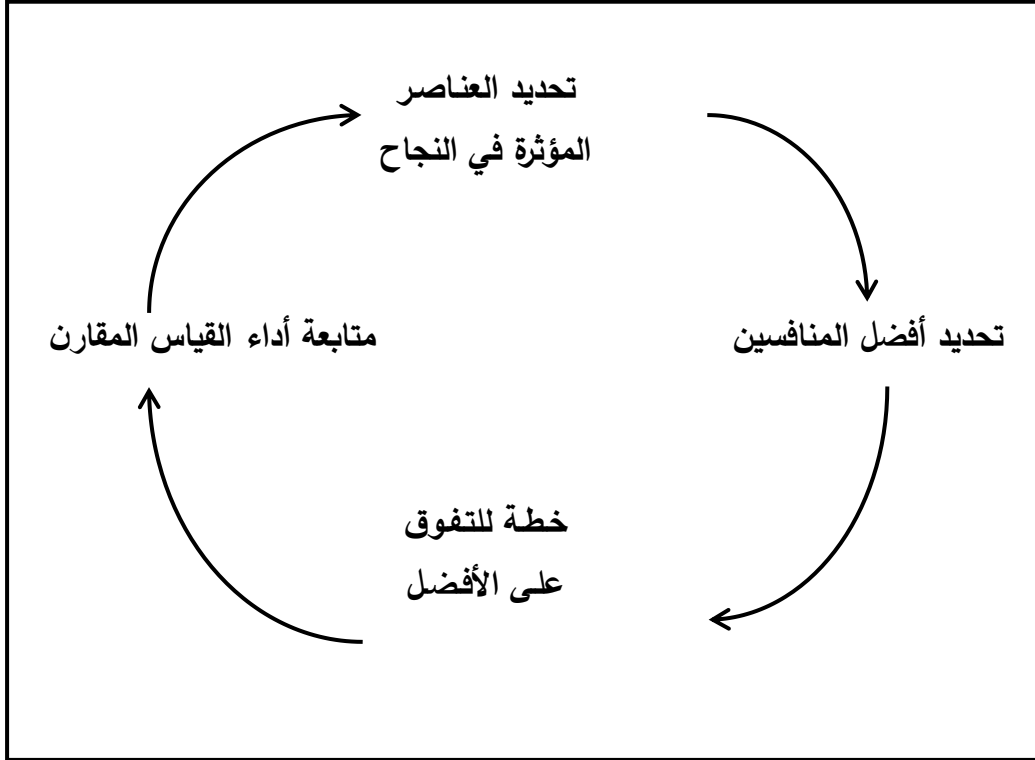 تحديد العناصر
المؤثرة في النجاح
تحديد أفضل المنافسين
متابعة أداء القياس المقارن
خطة للتفوق
على الأفضل